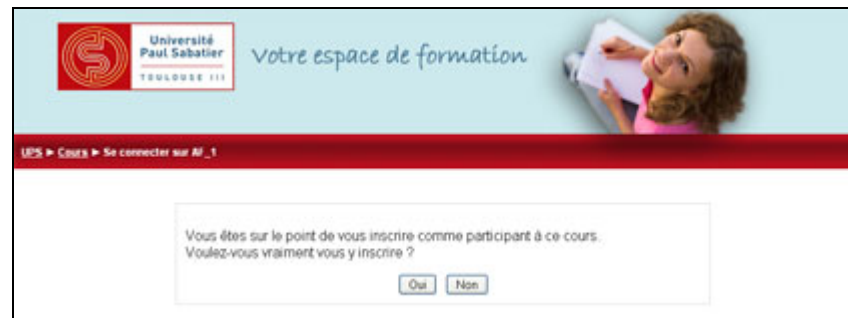 Université
Paul Sabatier
TOULOUSE III
Votre espace de formation
UPS ► Cours ► Se connecter sur AF_1
Vous êtes sur le point de vous inscrire comme participant à ce cours.
Voulez-vous vraiment vous y inscrire ?
Oui Non